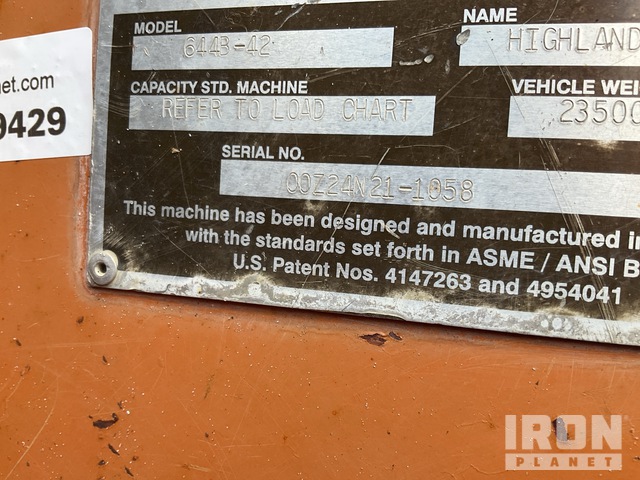 MODEL
644B-42
NAME
HIGHLAND
CAPACITY STD. MACHINE
REFER TO LOAD CHART
VEHICLE WEI
23500
SERIAL NO.
00Z24N21-1058
This machine has been designed and manufactured in
with the standards set forth in ASME / ANSI B
U.S. Patent Nos. 4147263 and 4954041
net.com
9429
IRON
PLANET